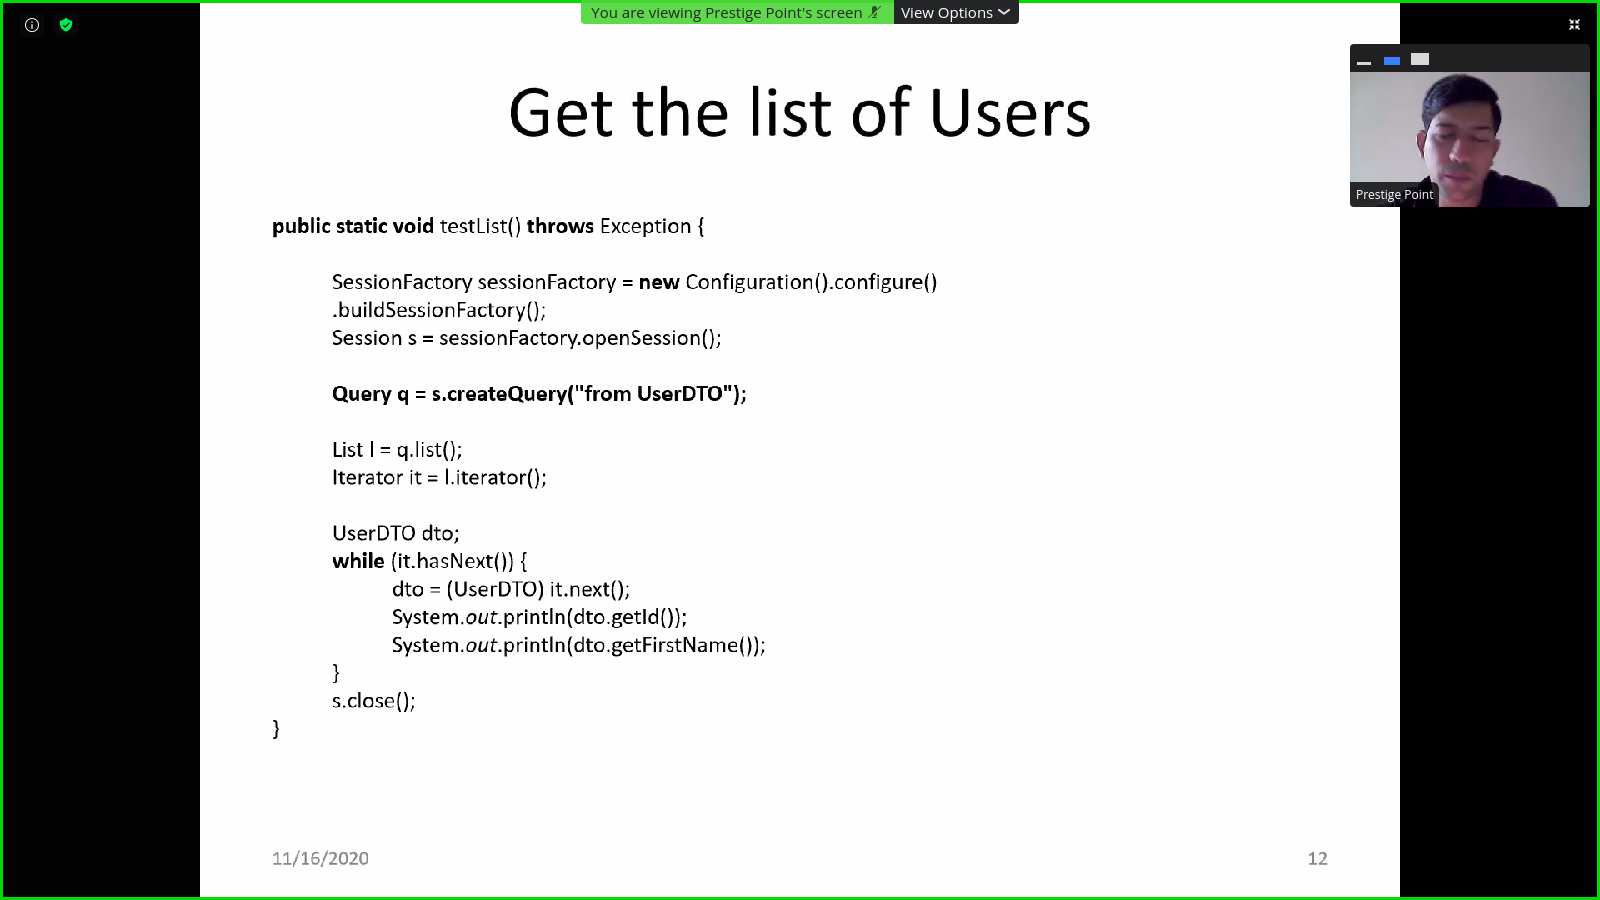 You are viewing Prestige Point's screen
View Options
Get the list of Users
Prestige Point
public static void testList() throws Exception {
SessionFactory sessionFactory = new Configuration().configure()
.buildSessionFactory();
Session s = sessionFactory.openSession();
Query q = s.createQuery("from UserDTO");
List l = q.list();
Iterator it = l.iterator();
UserDTO dto;
while (it.hasNext()) {
dto = (UserDTO) it.next();
System.out.println(dto.getId());
System.out.println(dto.getFirstName());
}
s.close();
}
11/16/2020
12